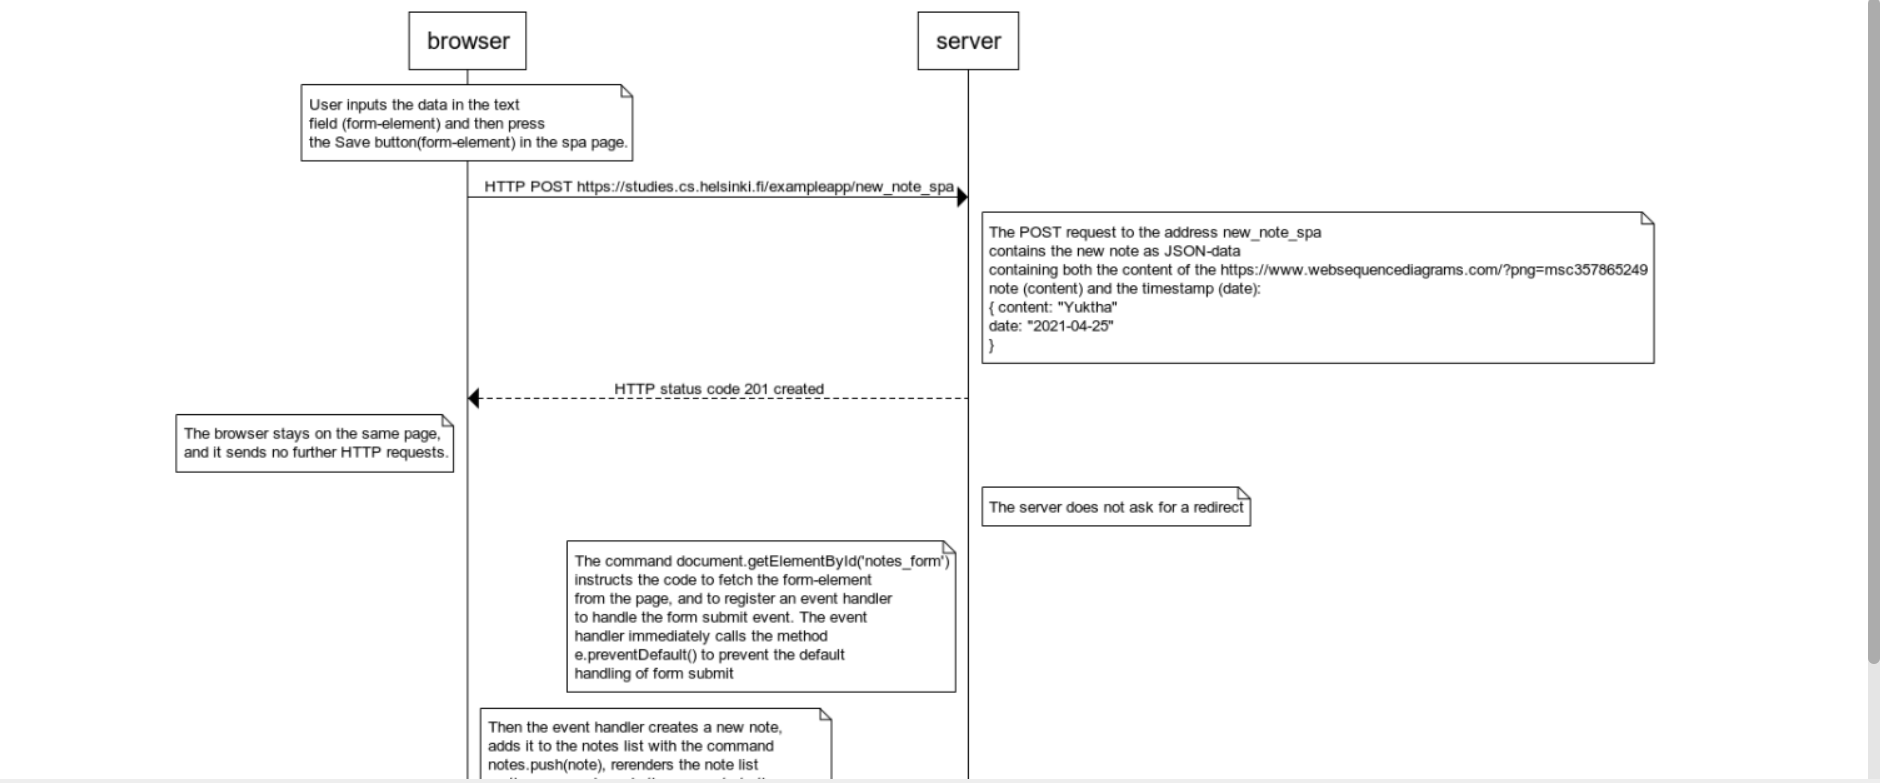 browser
server
User inputs the data in the text
field (form-element) and then press
the Save button(form-element) in the spa page.
HTTP POST https://studies.cs.helsinki.fi/exampleapp/new_note_spa
The POST request to the address new_note_spa
contains the new note as JSON-data
containing both the content of the https://www.websequencediagrams.com/?png=msc357865249
note (content) and the timestamp (date):
{ content: "Yuktha"
date: "2021-04-25"
}
HTTP status code 201 created
The browser stays on the same page,
and it sends no further HTTP requests.
The server does not ask for a redirect
The command document.getElementById('notes_form')
instructs the code to fetch the form-element
from the page, and to register an event handler
to handle the form submit event. The event
handler immediately calls the method
e.preventDefault() to prevent the default
handling of form submit
Then the event handler creates a new note,
adds it to the notes list with the command
notes.push(note), rerenders the note list